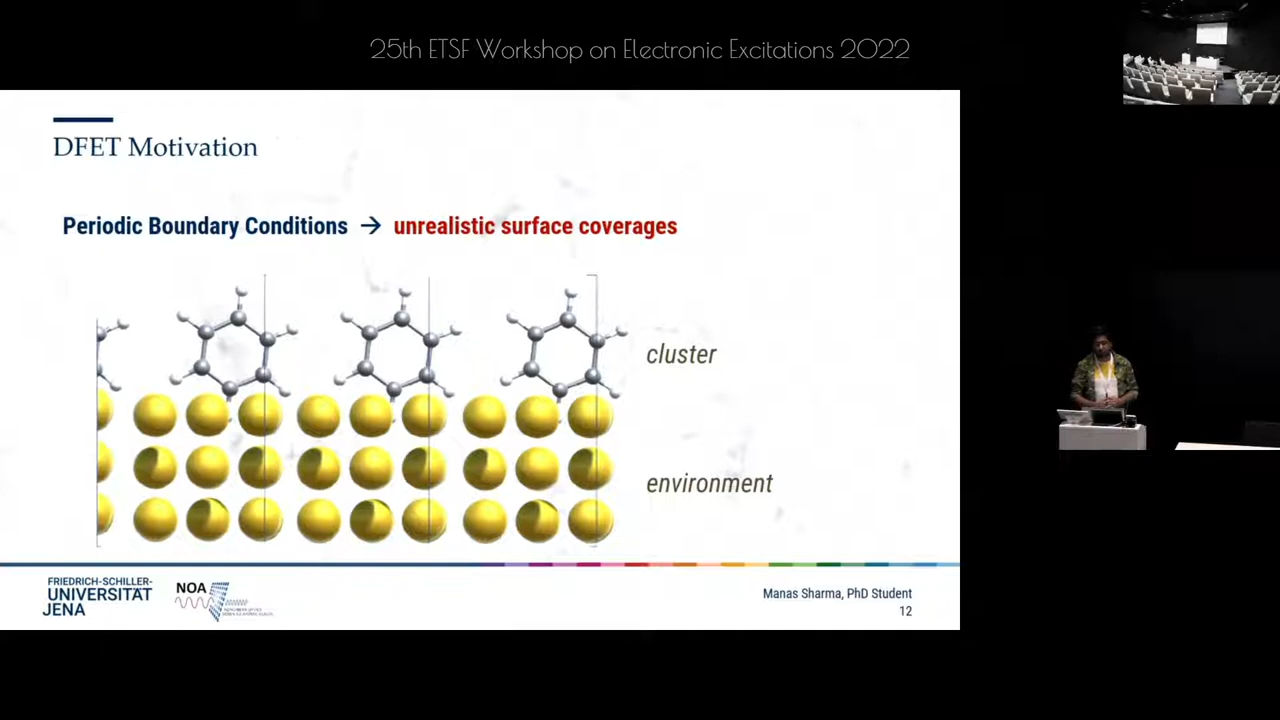 25th ETSF Workshop on Electronic Excitations 2022
DFET Motivation
Periodic Boundary Conditions → unrealistic surface coverages
cluster
environment
FRIEDRICH-SCHILLER-
UNIVERSITÄT
JENA
NOA
Manas Sharma, PhD Student
12